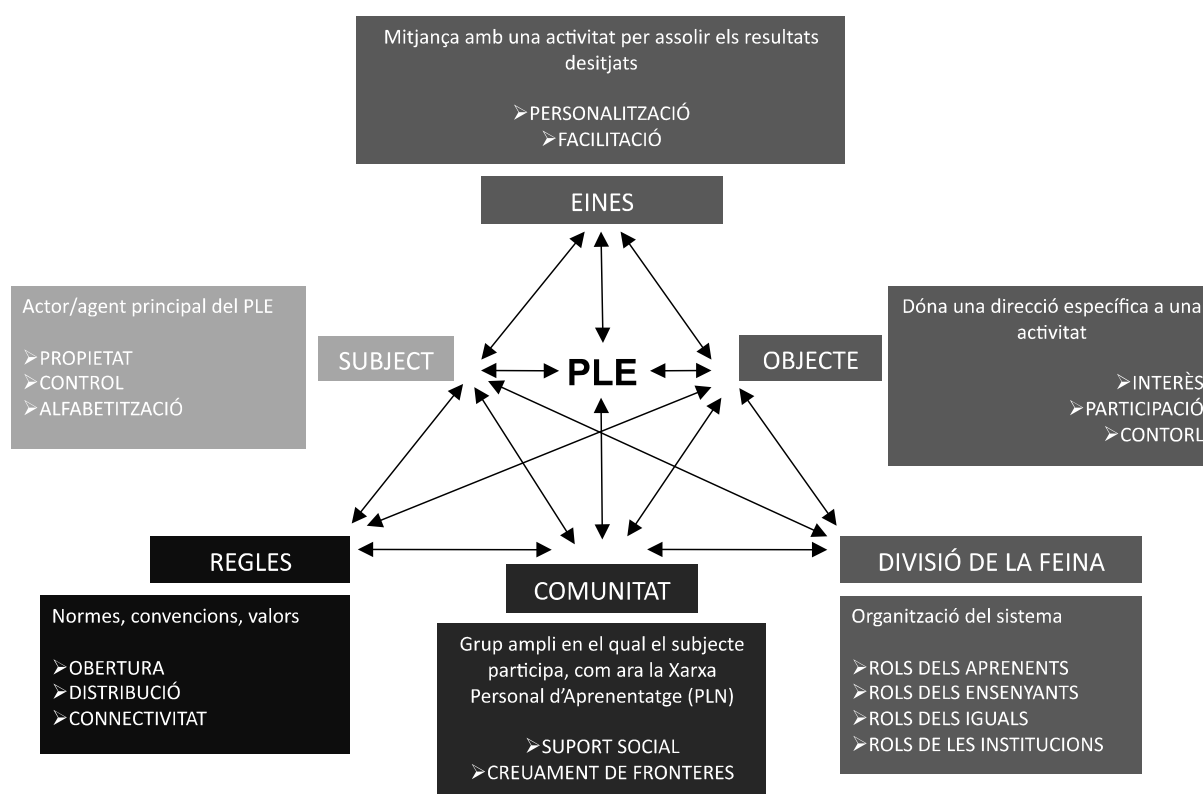 Mitjança amb una activitat per assolir els resultats
desitjats
➢PERSONALITZACIÓ
➢FACILITACIÓ
EINES
Actor/agent principal del PLE
➢PROPIETAT
➢CONTROL
➢ALFABETITZACIÓ
SUBJECT
PLE
OBJECTE
Dóna una direcció específica a una
activitat
➢INTERÈS
➢PARTICIPACIÓ
➢CONTORL
REGLES
Normes, convencions, valors
➢OBERTURA
➢DISTRIBUCIÓ
➢CONNECTIVITAT
COMUNITAT
Grup ampli en el qual el subjecte
participa, com ara la Xarxa
Personal d’Aprenentatge (PLN)
➢SUPORT SOCIAL
➢CREUAMENT DE FRONTERES
DIVISIÓ DE LA FEINA
Organització del sistema
➢ROLS DELS APRENENTS
➢ROLS DELS ENSENYANTS
➢ROLS DELS IGUALS
➢ROLS DE LES INSTITUCIONS